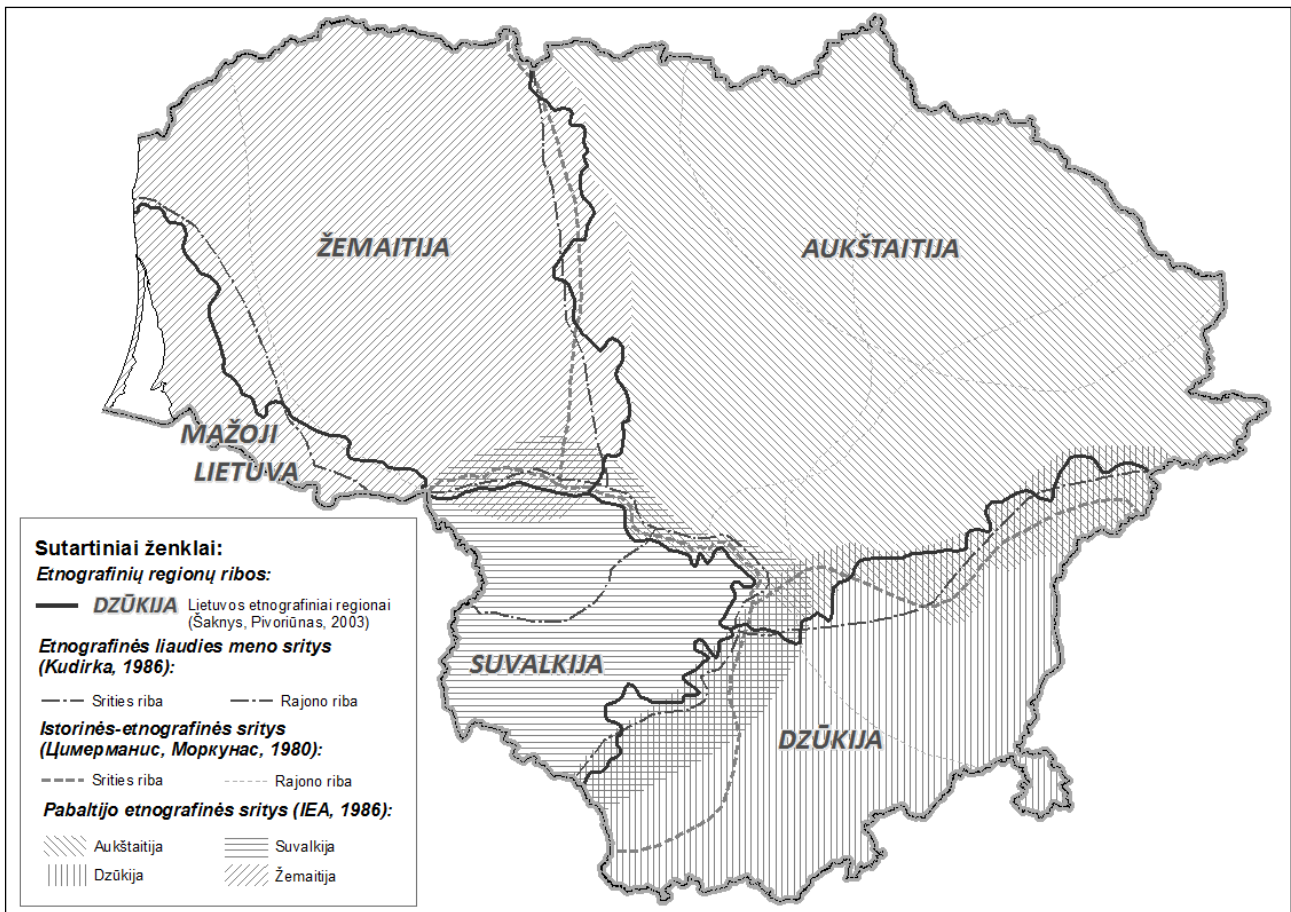 ŽEMAITIJA
AUKŠTAITIJA
MAŽOJI
LIETUVA
SUVALKIJA
DZŪKIJA
Sutartiniai ženklai:
Etnografinių regionų ribos:
DZŪKIJA Lietuvos etnografiniai regionai
(Šaknys, Pivoriūnas, 2003)
Etnografinės liaudies meno sritys
(Kudirka, 1986):
Srities riba Rajono riba
Istorinės-etnografinės sritys
(Цимерманис, Моркунас, 1980):
Srities riba Rajono riba
Pabaltijo etnografinės sritys (IEA, 1986):
Aukštaitija Suvalkija
Dzūkija Žemaitija